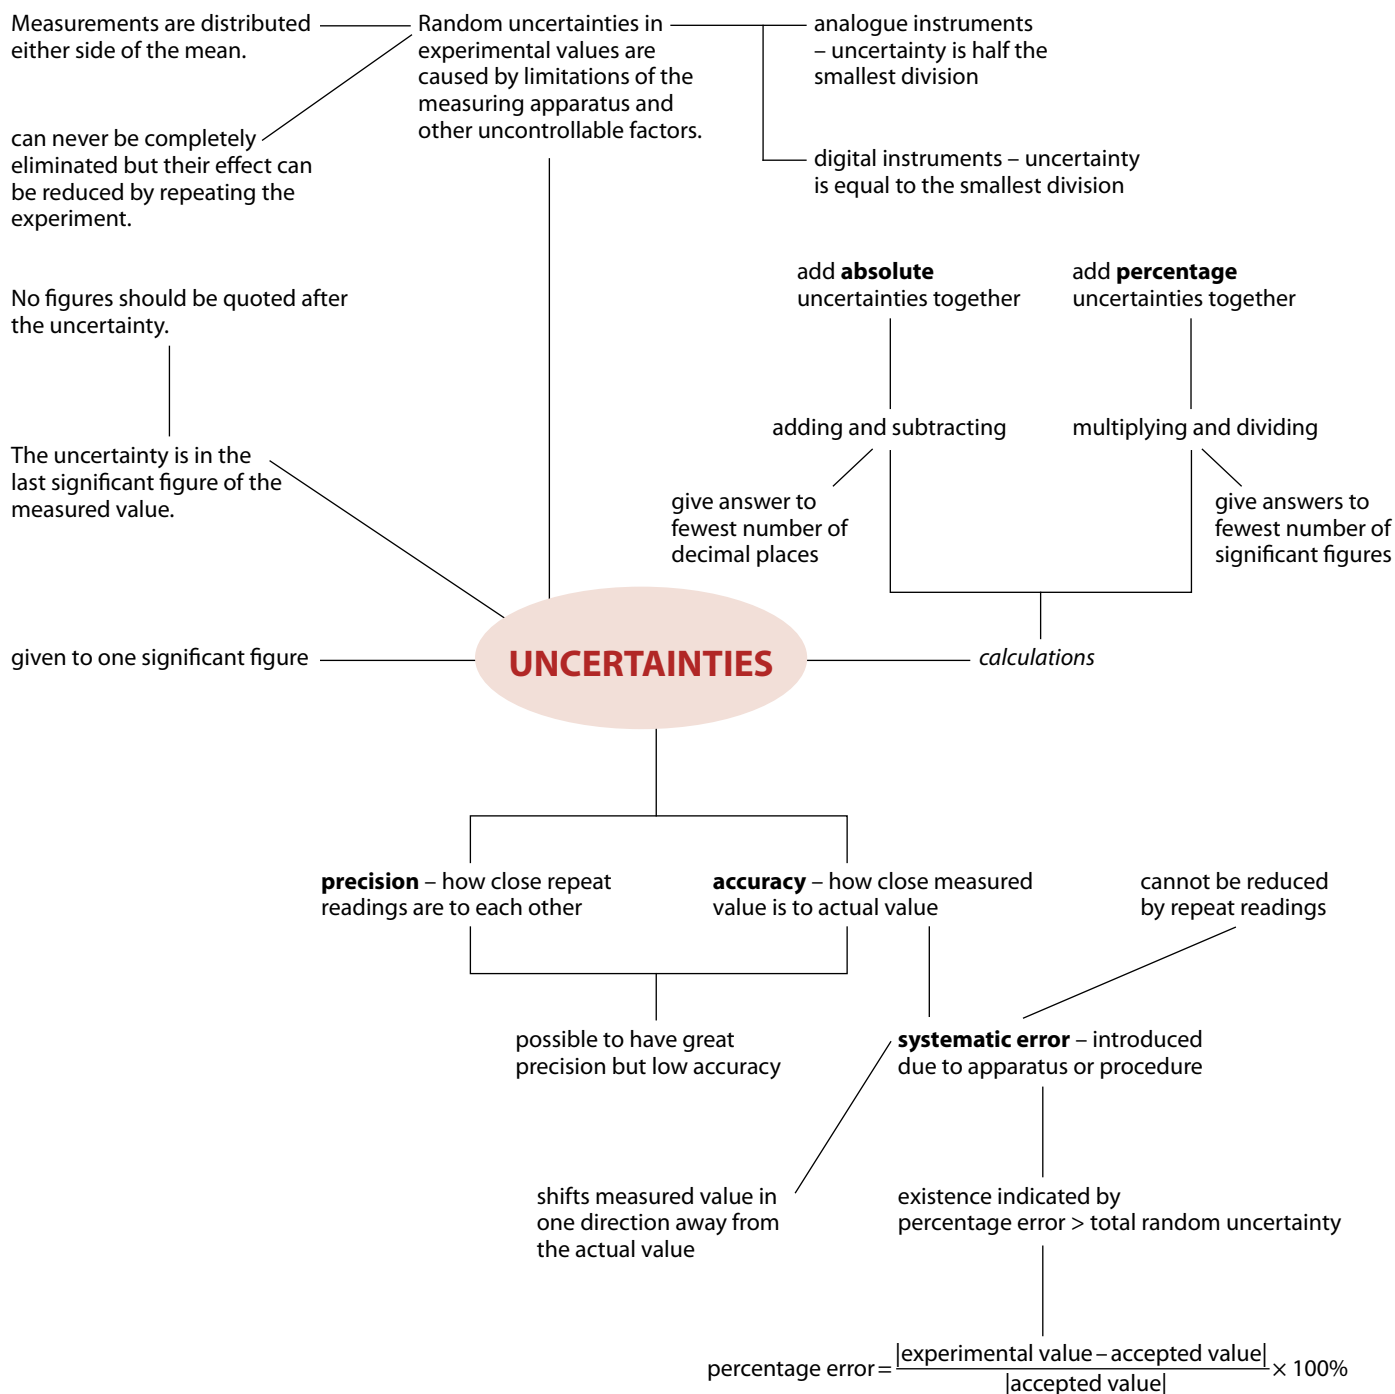 Measurements are distributed
either side of the mean.
Random uncertainties in
experimental values are
caused by limitations of the
measuring apparatus and
other uncontrollable factors.
analogue instruments
– uncertainty is half the
smallest division
can never be completely
eliminated but their effect can
be reduced by repeating the
experiment.
digital instruments – uncertainty
is equal to the smallest division
add absolute
uncertainties together
add percentage
uncertainties together
No figures should be quoted after
the uncertainty.
adding and subtracting
multiplying and dividing
The uncertainty is in the
last significant figure of the
measured value.
give answer to
fewest number of
decimal places
give answers to
fewest number of
significant figures
given to one significant figure
UNCERTAINTIES
calculations
precision – how close repeat
readings are to each other
accuracy – how close measured
value is to actual value
cannot be reduced
by repeat readings
possible to have great
precision but low accuracy
systematic error – introduced
due to apparatus or procedure
shifts measured value in
one direction away from
the actual value
existence indicated by
percentage error > total random uncertainty
percentage error = |experimental value – accepted value| / |accepted value| × 100%